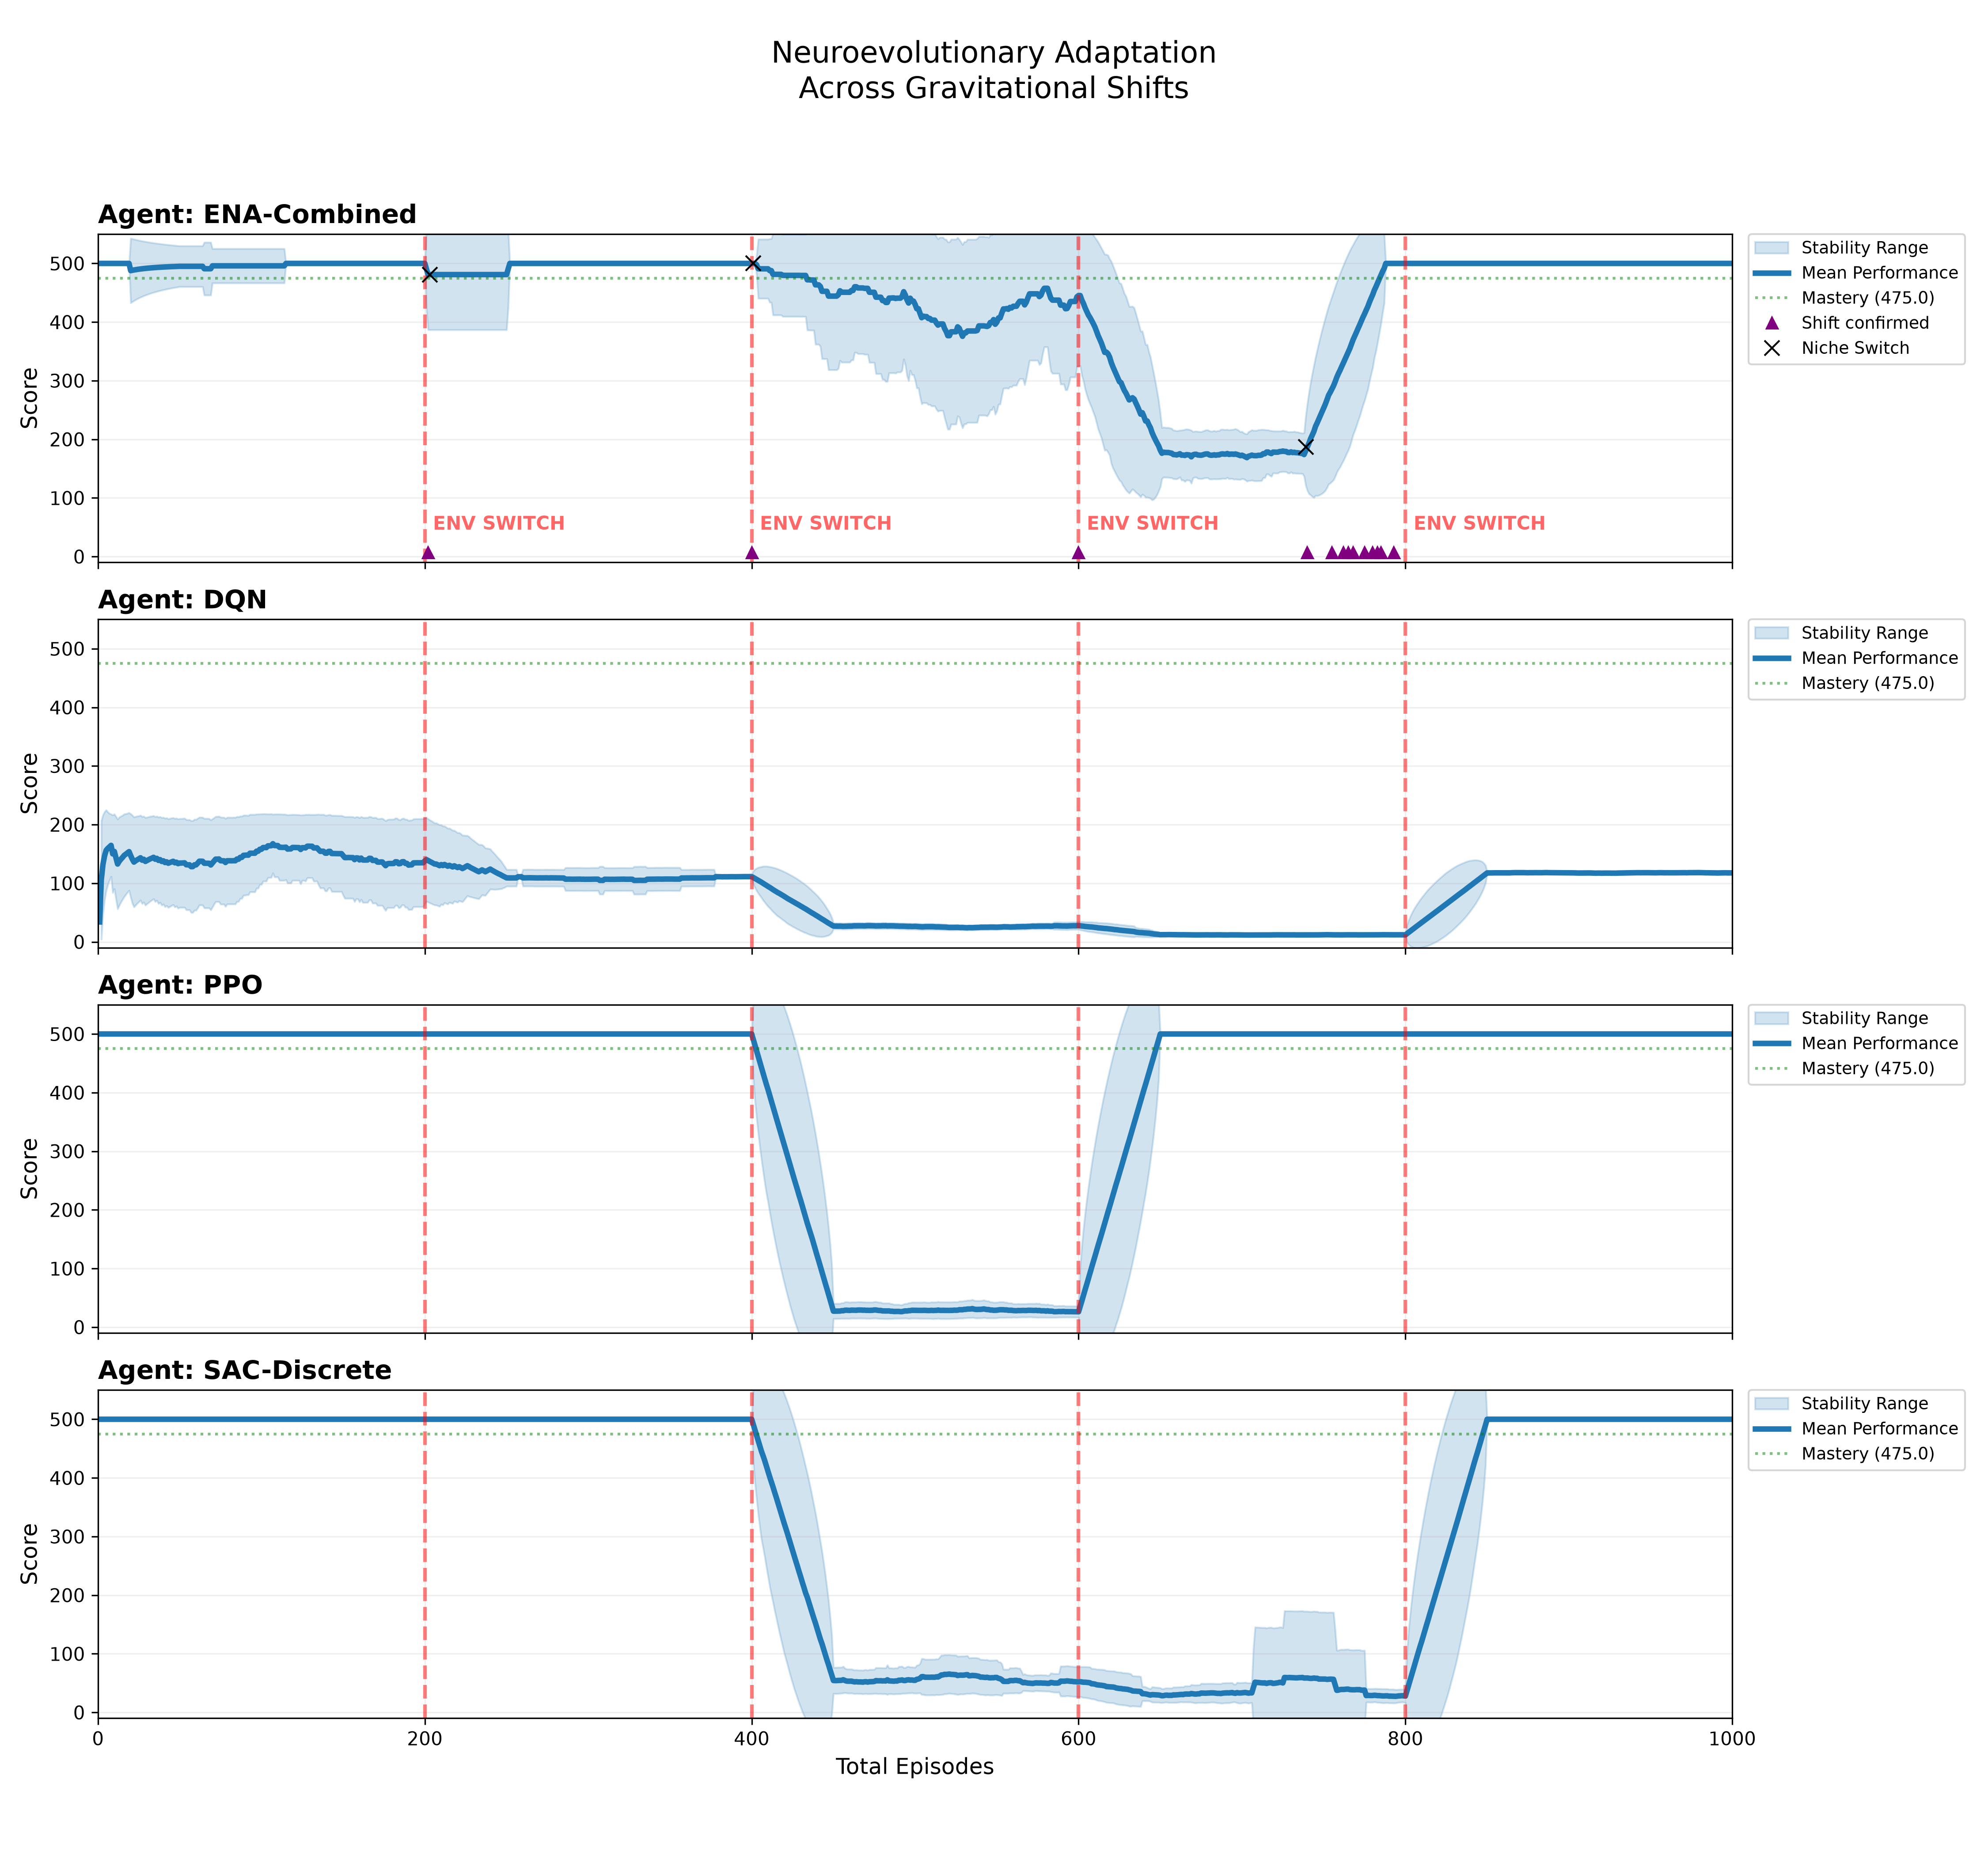 Neuroevolutionary Adaptation
Across Gravitational Shifts
Agent: ENA-Combined
Score
500
400
300
200
100
0
ENV SWITCH
ENV SWITCH
ENV SWITCH
ENV SWITCH
Stability Range
Mean Performance
Mastery (475.0)
Shift confirmed
Niche Switch
Agent: DQN
Score
500
400
300
200
100
0
Stability Range
Mean Performance
Mastery (475.0)
Agent: PPO
Score
500
400
300
200
100
0
Stability Range
Mean Performance
Mastery (475.0)
Agent: SAC-Discrete
Score
500
400
300
200
100
0
Stability Range
Mean Performance
Mastery (475.0)
0
200
400
600
800
1000
Total Episodes